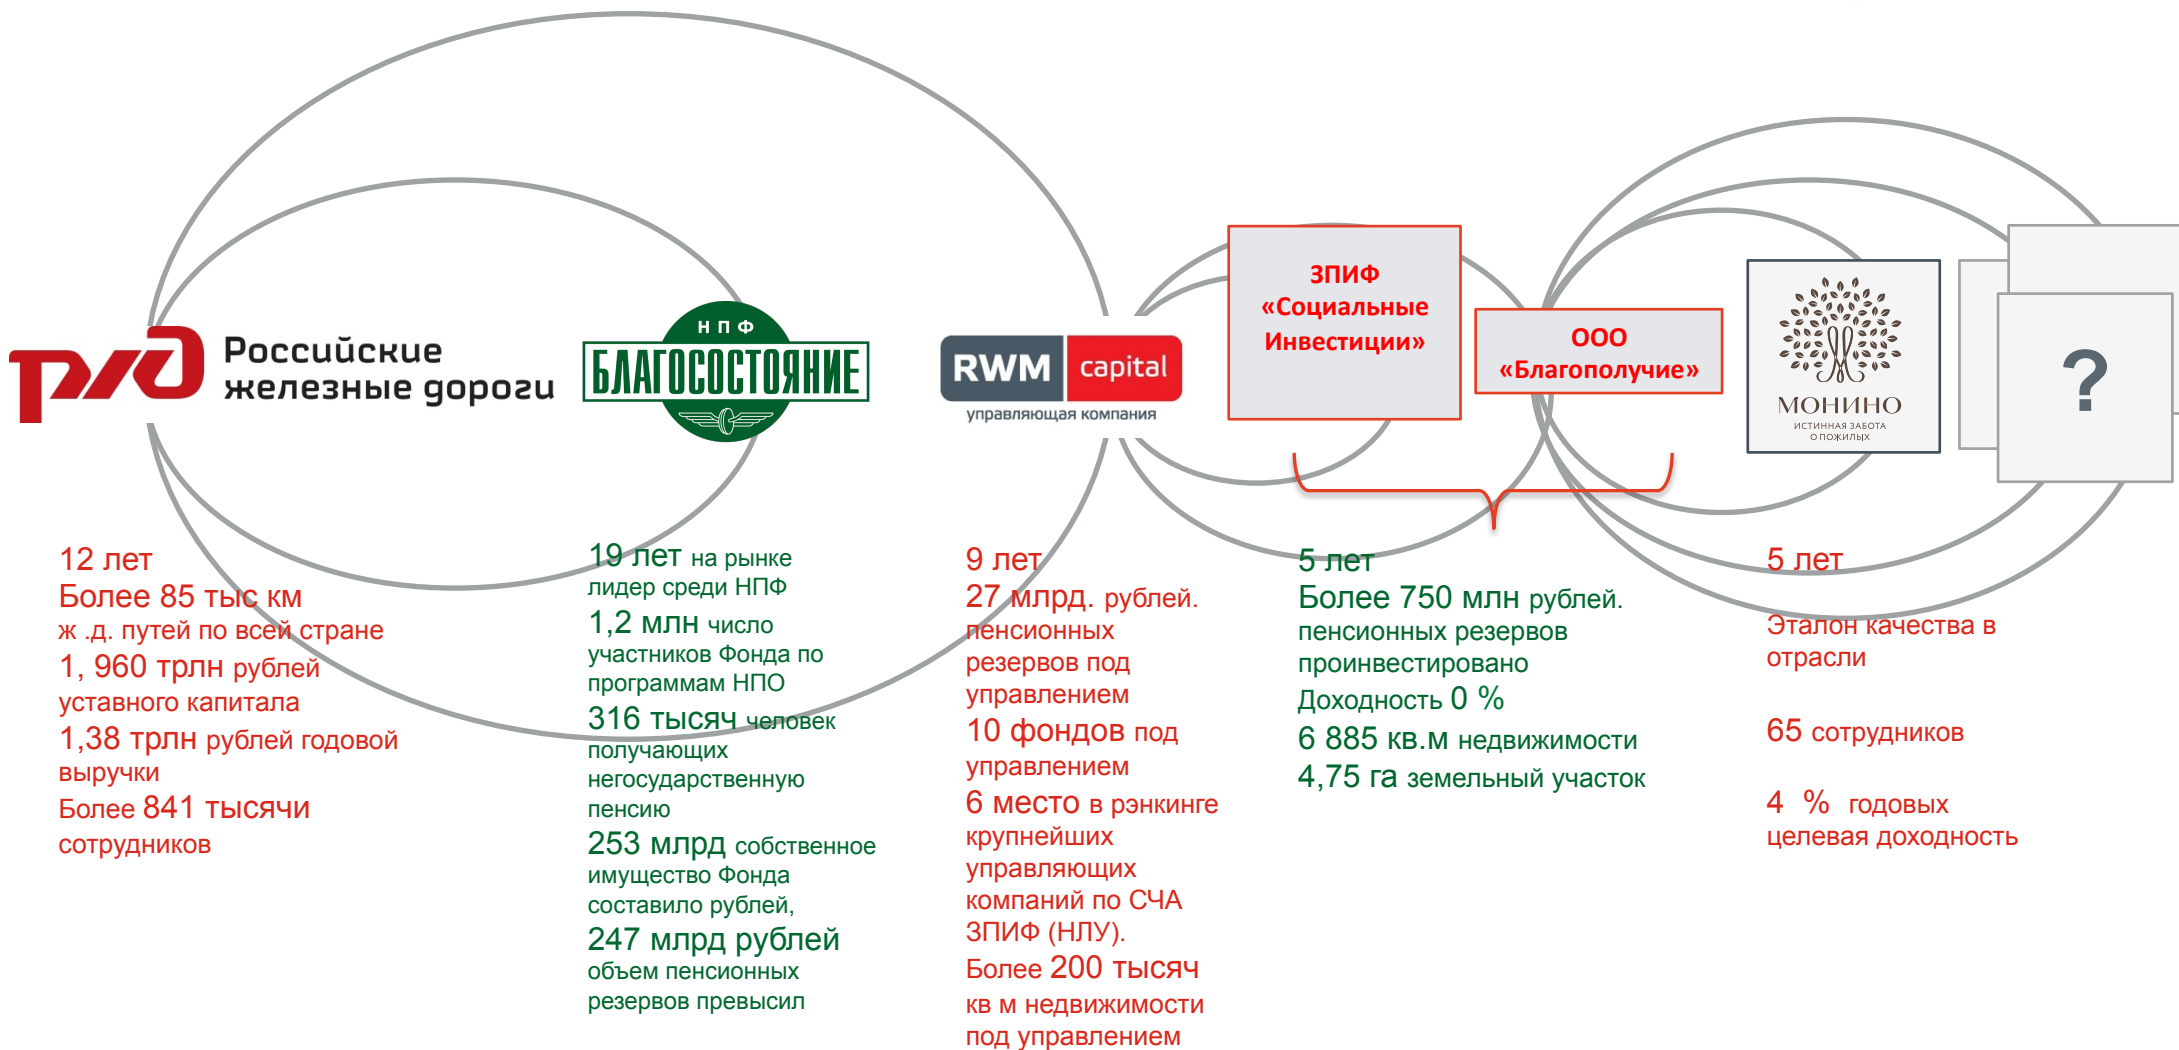 РЖД
Российские
железные дороги
НПФ
БЛАГОСОСТОЯНИЕ
RWM capital
управляющая компания
ЗПИФ
«Социальные
Инвестиции»
ООО
«Благополучие»
МОНИНО
ИСТИННАЯ ЗАБОТА
О ПОЖИЛЫХ
?
12 лет
Более 85 тыс км
ж .д. путей по всей стране
1, 960 трлн рублей
уставного капитала
1,38 трлн рублей годовой
выручки
Более 841 тысячи
сотрудников
19 лет на рынке
лидер среди НПФ
1,2 млн число
участников Фонда по
программам НПО
316 тысяч человек
получающих
негосударственную
пенсию
253 млрд собственное
имущество Фонда
составило рублей,
247 млрд рублей
объем пенсионных
резервов превысил
9 лет
27 млрд. рублей.
пенсионных
резервов под
управлением
10 фондов под
управлением
6 место в рэнкинге
крупнейших
управляющих
компаний по СЧА
ЗПИФ (НЛУ).
Более 200 тысяч
кв м недвижимости
под управлением
5 лет
Более 750 млн рублей.
пенсионных резервов
проинвестировано
Доходность 0 %
6 885 кв.м недвижимости
4,75 га земельный участок
5 лет
Эталон качества в
отрасли
65 сотрудников
4 % годовых
целевая доходность